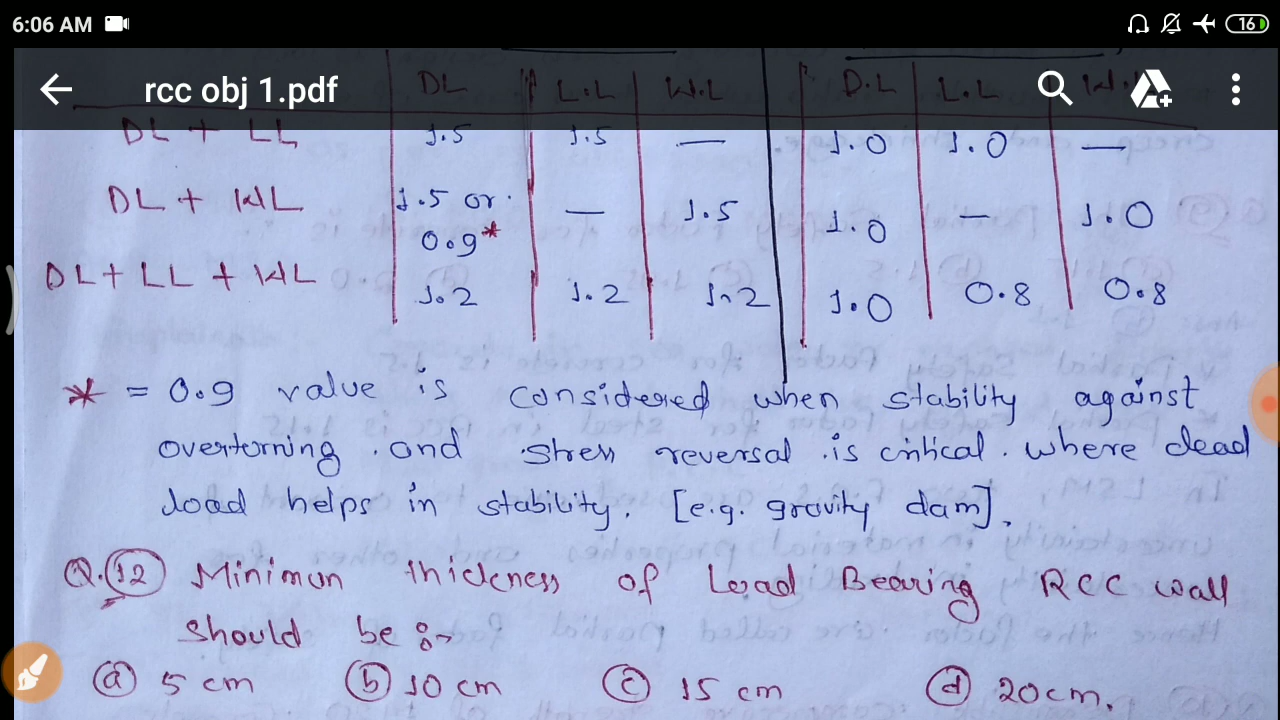 6:06 AM 16
rcc obj 1.pdf
DL L.L W.L D.L L.L
DL + LL 1.5 1.5 — 1.0 1.0 —
DL + WL 1.5 or — 1.5 1.0 — 1.0
0.9*
DL + LL + WL 1.2 1.2 1.2 1.0 0.8 0.8
* = 0.9 value is considered when stability against
overtorning and stress reversal is critical. where dead
load helps in stability. [e.g. gravity dam].
Q.12 Minimun thickness of Load Bearing RCC wall
should be :-
(a) 5 cm (b) 10 cm (c) 15 cm (d) 20cm.